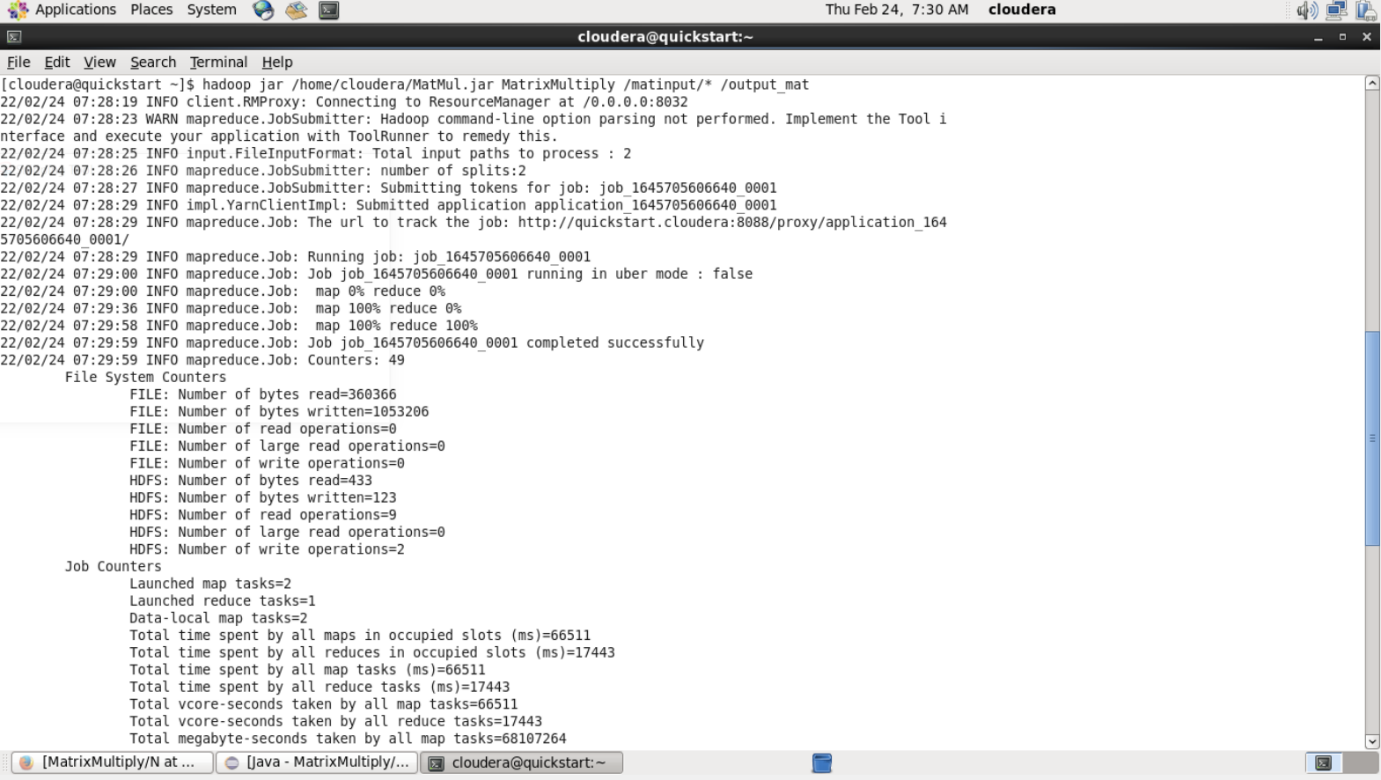 Applications Places System Thu Feb 24, 7:30 AM cloudera
cloudera@quickstart:~
File Edit View Search Terminal Help
[cloudera@quickstart ~]$ hadoop jar /home/cloudera/MatMul.jar MatrixMultiply /matinput/* /output_mat
22/02/24 07:28:19 INFO client.RMProxy: Connecting to ResourceManager at /0.0.0.0:8032
22/02/24 07:28:23 WARN mapreduce.JobSubmitter: Hadoop command-line option parsing not performed. Implement the Tool i
nterface and execute your application with ToolRunner to remedy this.
22/02/24 07:28:25 INFO input.FileInputFormat: Total input paths to process : 2
22/02/24 07:28:26 INFO mapreduce.JobSubmitter: number of splits:2
22/02/24 07:28:27 INFO mapreduce.JobSubmitter: Submitting tokens for job: job_1645705606640_0001
22/02/24 07:28:29 INFO impl.YarnClientImpl: Submitted application application_1645705606640_0001
22/02/24 07:28:29 INFO mapreduce.Job: The url to track the job: http://quickstart.cloudera:8088/proxy/application_164
5705606640_0001/
22/02/24 07:28:29 INFO mapreduce.Job: Running job: job_1645705606640_0001
22/02/24 07:29:00 INFO mapreduce.Job: Job job_1645705606640_0001 running in uber mode : false
22/02/24 07:29:00 INFO mapreduce.Job:  map 0% reduce 0%
22/02/24 07:29:36 INFO mapreduce.Job:  map 100% reduce 0%
22/02/24 07:29:58 INFO mapreduce.Job:  map 100% reduce 100%
22/02/24 07:29:59 INFO mapreduce.Job: Job job_1645705606640_0001 completed successfully
22/02/24 07:29:59 INFO mapreduce.Job: Counters: 49
File System Counters
FILE: Number of bytes read=360366
FILE: Number of bytes written=1053206
FILE: Number of read operations=0
FILE: Number of large read operations=0
FILE: Number of write operations=0
HDFS: Number of bytes read=433
HDFS: Number of bytes written=123
HDFS: Number of read operations=9
HDFS: Number of large read operations=0
HDFS: Number of write operations=2
Job Counters
Launched map tasks=2
Launched reduce tasks=1
Data-local map tasks=2
Total time spent by all maps in occupied slots (ms)=66511
Total time spent by all reduces in occupied slots (ms)=17443
Total time spent by all map tasks (ms)=66511
Total time spent by all reduce tasks (ms)=17443
Total vcore-seconds taken by all map tasks=66511
Total vcore-seconds taken by all reduce tasks=17443
Total megabyte-seconds taken by all map tasks=68107264
[MatrixMultiply/N at ... [Java - MatrixMultiply/... cloudera@quickstart:~